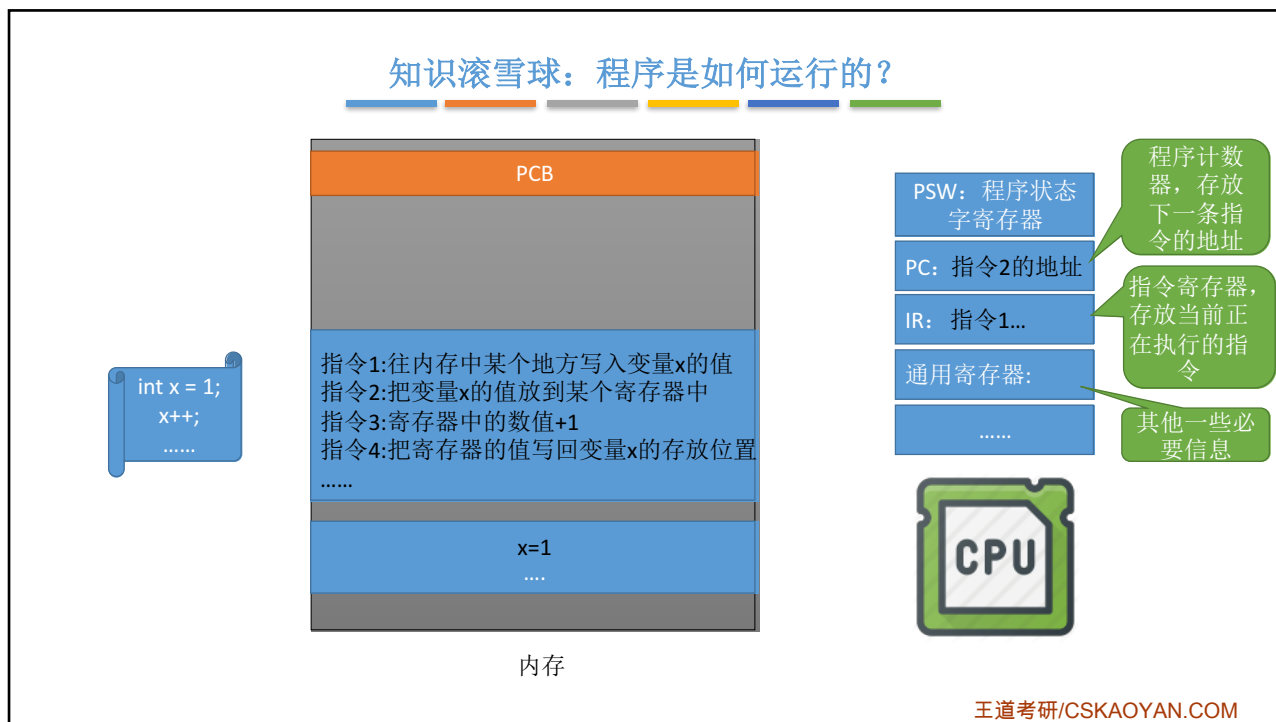 知识滚雪球：程序是如何运行的？
int x = 1;
x++;
……
PCB
指令1:往内存中某个地方写入变量x的值
指令2:把变量x的值放到某个寄存器中
指令3:寄存器中的数值+1
指令4:把寄存器的值写回变量x的存放位置
……
x=1
….
内存
PSW：程序状态
字寄存器
PC：指令2的地址
IR： 指令1…
通用寄存器:
……
程序计数
器，存放
下一条指
令的地址
指令寄存器，
存放当前正
在执行的指
令
其他一些必
要信息
CPU
王道考研/CSKAOYAN.COM